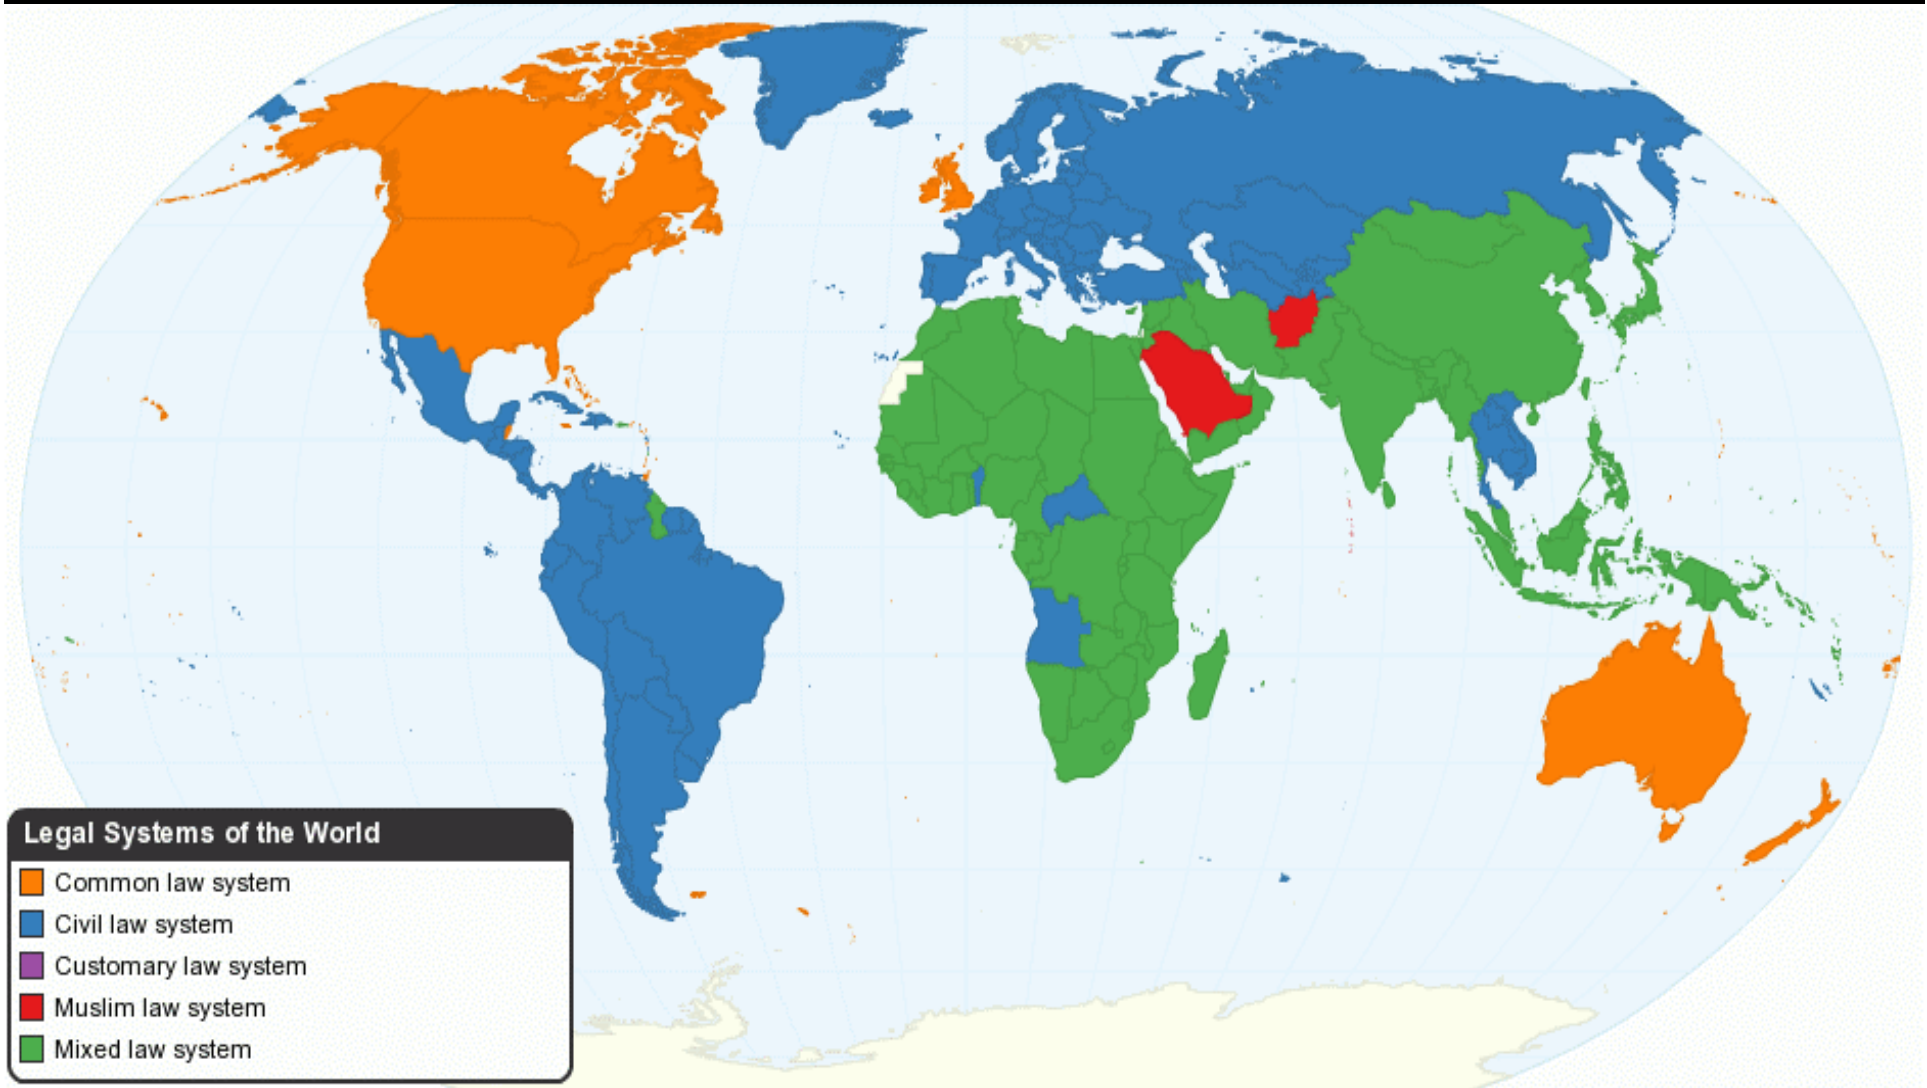 Legal Systems of the World
Common law system
Civil law system
Customary law system
Muslim law system
Mixed law system